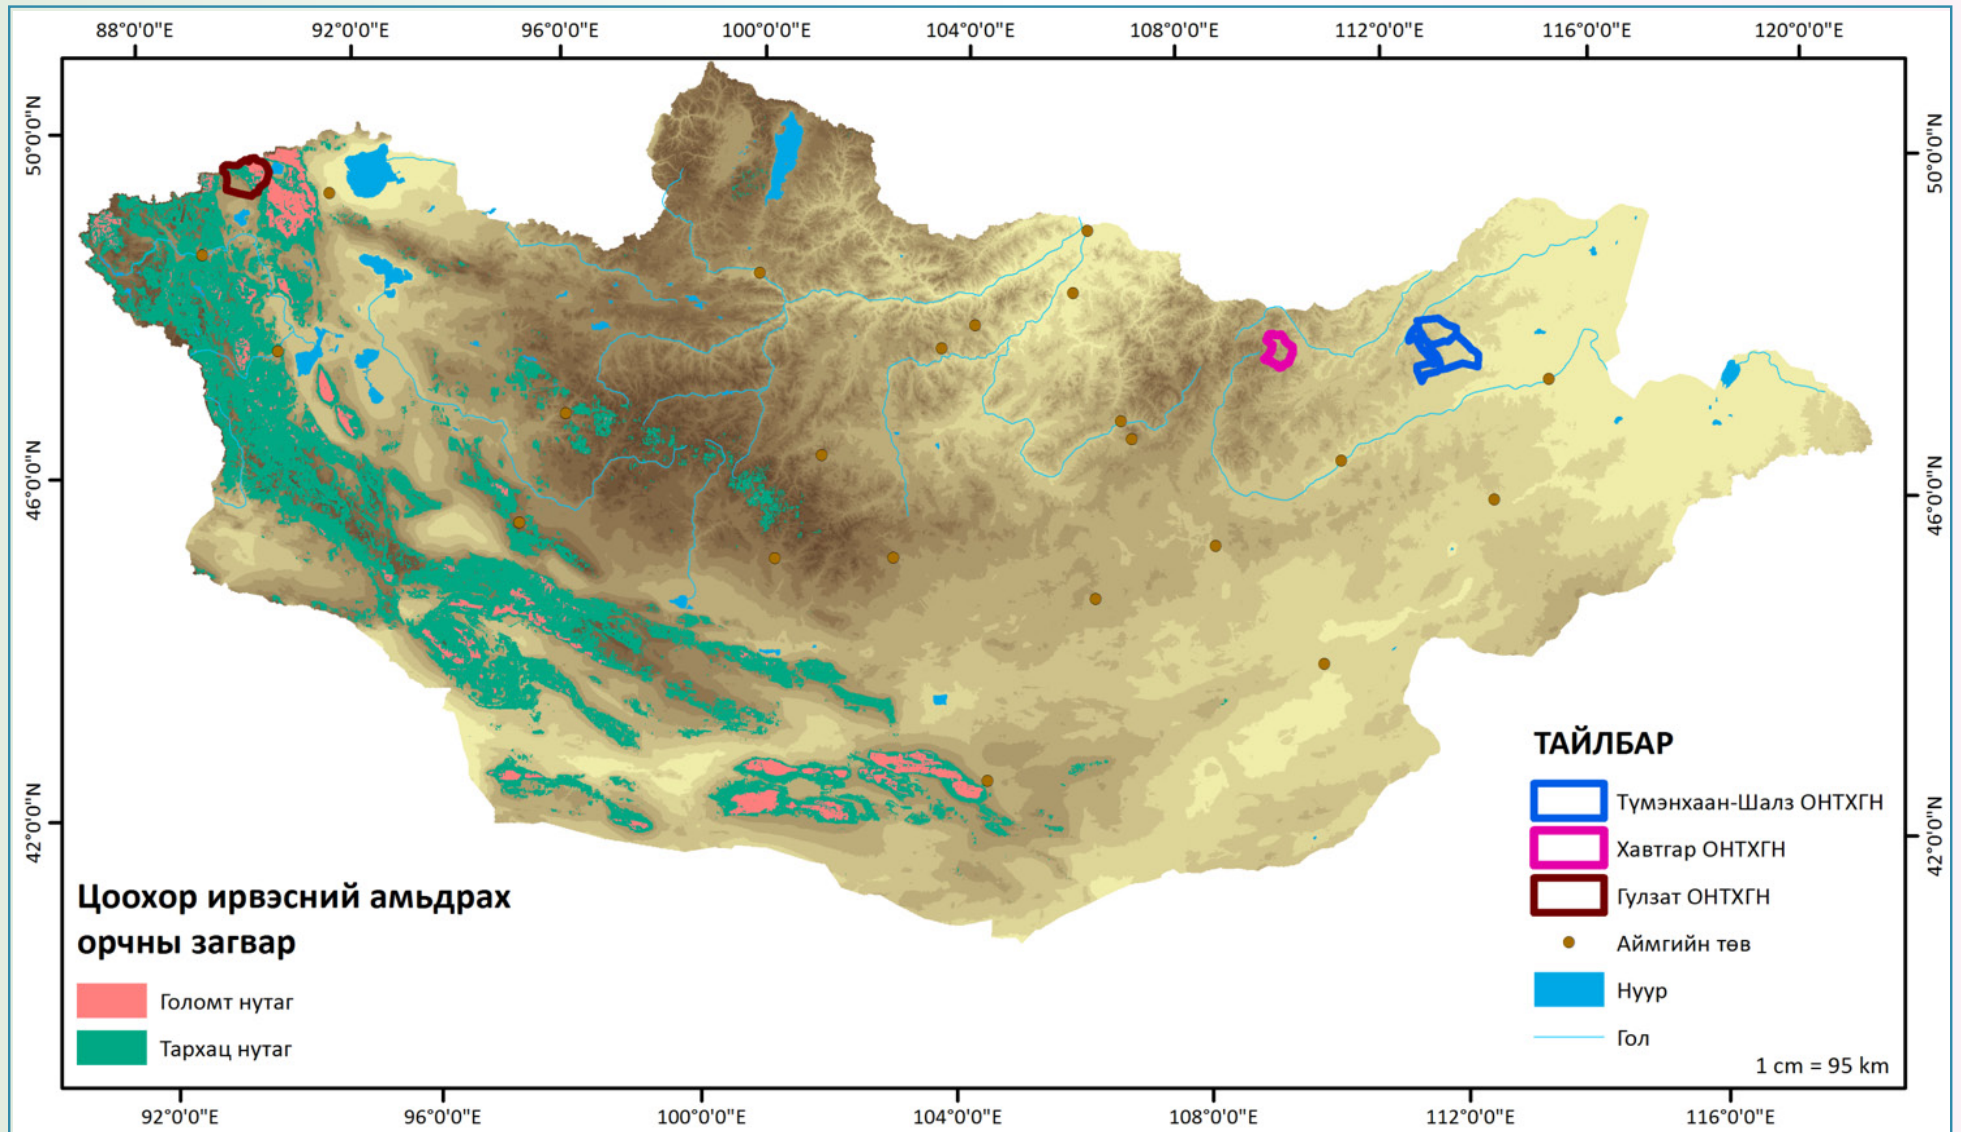 88°0'0"E 92°0'0"E 96°0'0"E 100°0'0"E 104°0'0"E 108°0'0"E 112°0'0"E 116°0'0"E 120°0'0"E
50°0'0"N
46°0'0"N
42°0'0"N
50°0'0"N
46°0'0"N
42°0'0"N
Цоохор ирвэсний амьдрах
орчны загвар
Голомт нутаг
Тархац нутаг
ТАЙЛБАР
Түмэнхаан-Шалз ОНТХГН
Хавтгар ОНТХГН
Гулзат ОНТХГН
Аймгийн төв
Нуур
Гол
1 cm = 95 km
92°0'0"E 96°0'0"E 100°0'0"E 104°0'0"E 108°0'0"E 112°0'0"E 116°0'0"E